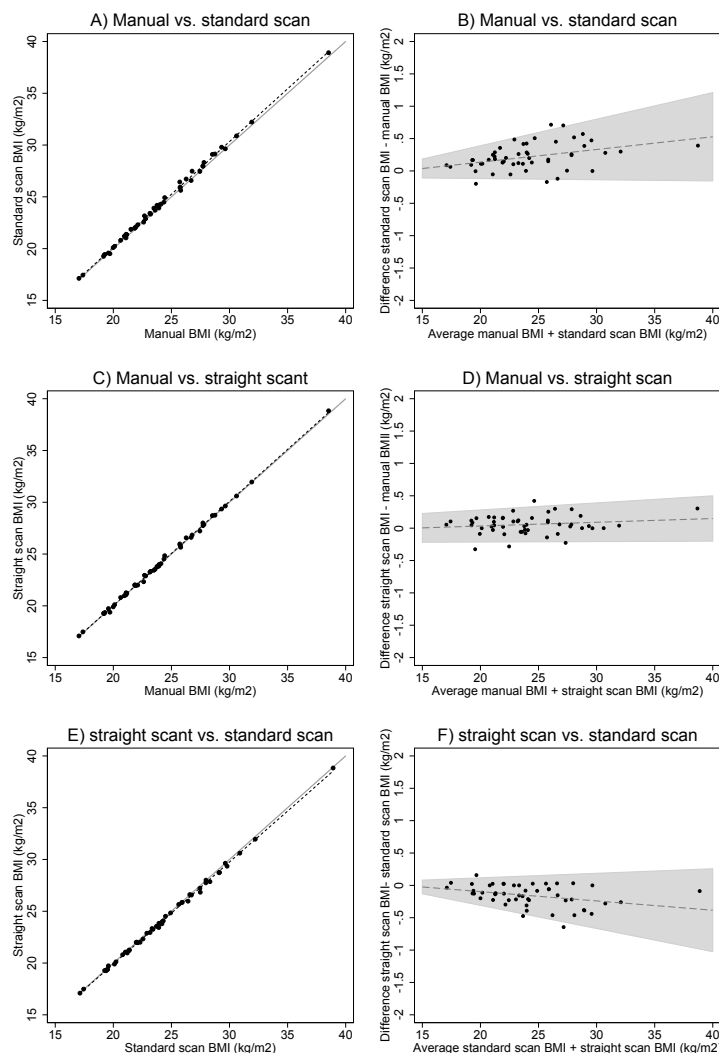 A) Manual vs. standard scan
Standard scan BMI (kg/m2)
40
35
30
25
20
15
15 20 25 30 35 40
Manual BMI (kg/m2)
B) Manual vs. standard scan
Difference standard scan BMI - manual BMI (kg/m2)
2
1.5
1
.5
0
-.5
-1
-1.5
-2
15 20 25 30 35 40
Average manual BMI + standard scan BMI (kg/m2)
C) Manual vs. straight scant
Straight scan BMI (kg/m2)
40
35
30
25
20
15
15 20 25 30 35 40
Manual BMI (kg/m2)
D) Manual vs. straight scan
Difference straight scan BMI - manual BMII (kg/m2)
2
1.5
1
.5
0
-.5
-1
-1.5
-2
15 20 25 30 35 40
Average manual BMI + straight scan BMI (kg/m2)
E) straight scant vs. standard scan
Straight scan BMI (kg/m2)
40
35
30
25
20
15
15 20 25 30 35 40
Standard scan BMI (kg/m2)
F) straight scan vs. standard scan
Difference straight scan BMI- standard scan BMI (kg/m2)
2
1.5
1
.5
0
-.5
-1
-1.5
-2
15 20 25 30 35 40
Average standard scan BMI + straight scan BMI (kg/m2)